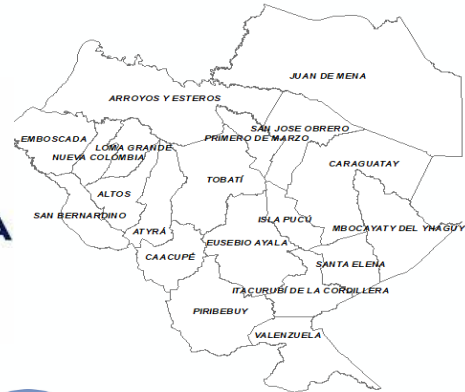 JUAN DE MENA
ARROYOS Y ESTEROS
SAN JOSE OBRERO
EMBOSCADA
LOMA GRANDE
PRIMERO DE MARZO
NUEVA COLOMBIA
CARAGUATAY
TOBATÍ
ALTOS
SAN BERNARDINO
ISLA PUCÚ
MBOCAYATY DEL YHAGUY
ATYRÁ
EUSEBIO AYALA
CAACUPÉ
SANTA ELENA
ITACURUBÍ DE LA CORDILLERA
PIRIBEBUY
VALENZUELA
A